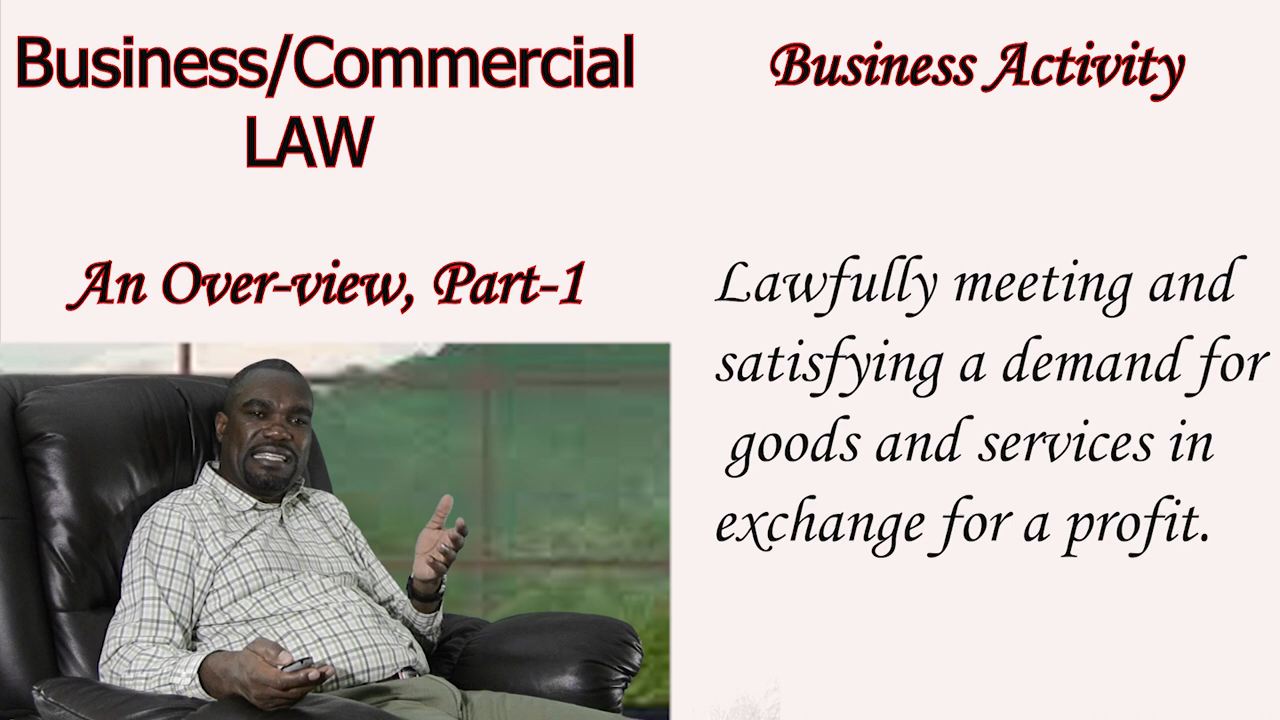 Business/Commercial
LAW
An Over-view, Part-1
Business Activity
Lawfully meeting and
satisfying a demand for
goods and services in
exchange for a profit.